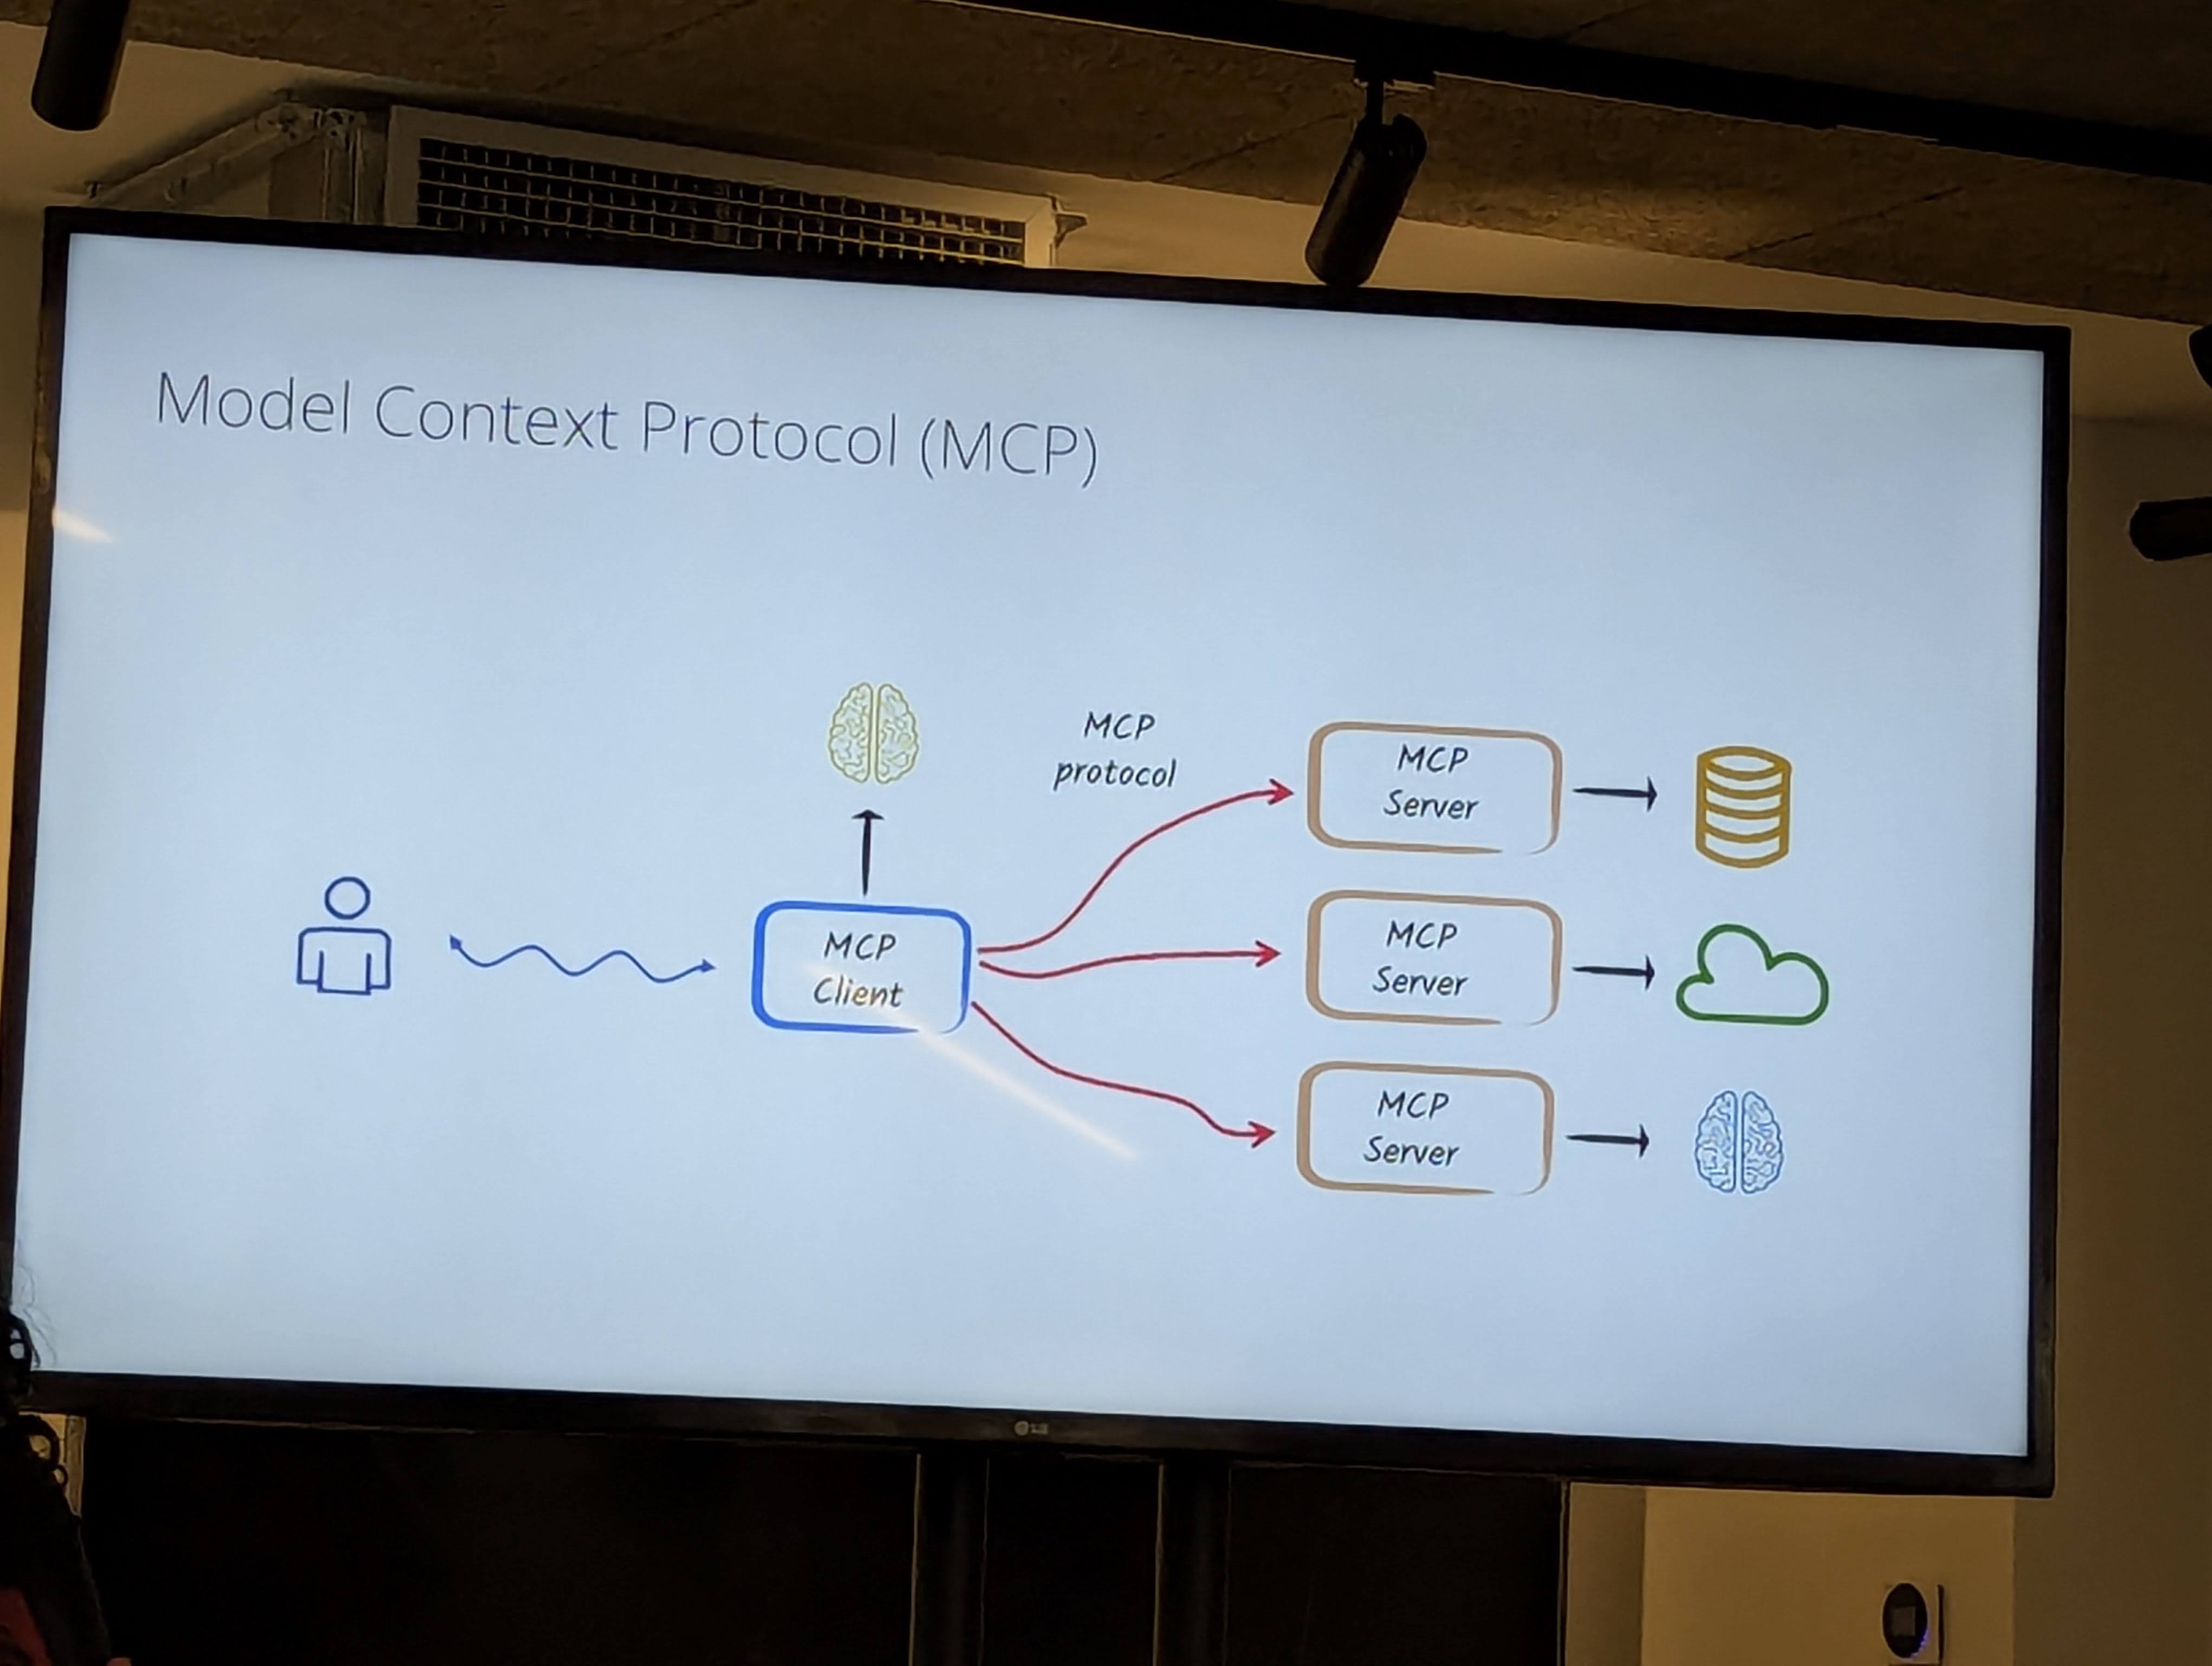 Model Context Protocol (MCP)
MCP
protocol
MCP
Client
MCP
Server
MCP
Server
MCP
Server
LG